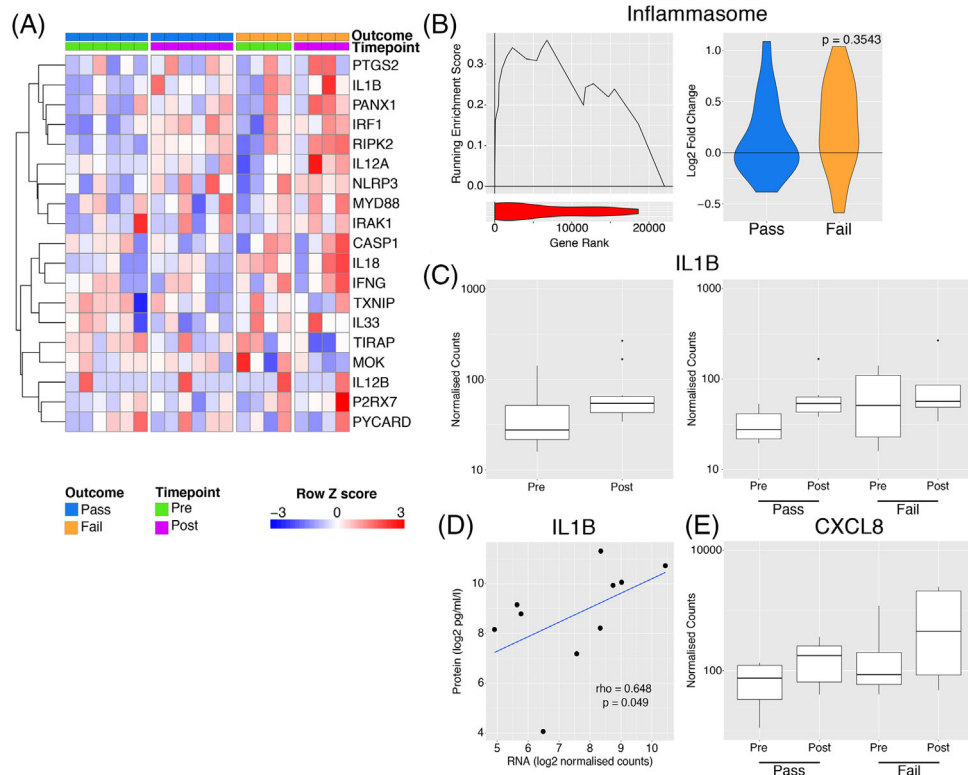 (A)
Outcome
Timepoint
PTGS2
IL1B
PANX1
IRF1
RIPK2
IL12A
NLRP3
MYD88
IRAK1
CASP1
IL18
IFNG
TXNIP
IL33
TIRAP
MOK
IL12B
P2RX7
PYCARD
Outcome
Pass
Fail
Timepoint
Pre
Post
Row Z score
−3 0 3
(B)
Inflammasome
Running Enrichment Score
0.3
0.2
0.1
0.0
0 10000 20000
Gene Rank
p = 0.3543
Log2 Fold Change
1.0
0.5
0.0
−0.5
Pass Fail
(C)
IL1B
Normalised Counts
1000
100
10
Pre Post
Normalised Counts
1000
100
10
Pre Post Pre Post
Pass Fail
(D)
IL1B
Protein (log2 pg/ml/l)
10
8
6
4
rho = 0.648
p = 0.049
5 6 7 8 9 10
RNA (log2 normalised counts)
(E)
CXCL8
Normalised Counts
10000
100
Pre Post Pre Post
Pass Fail